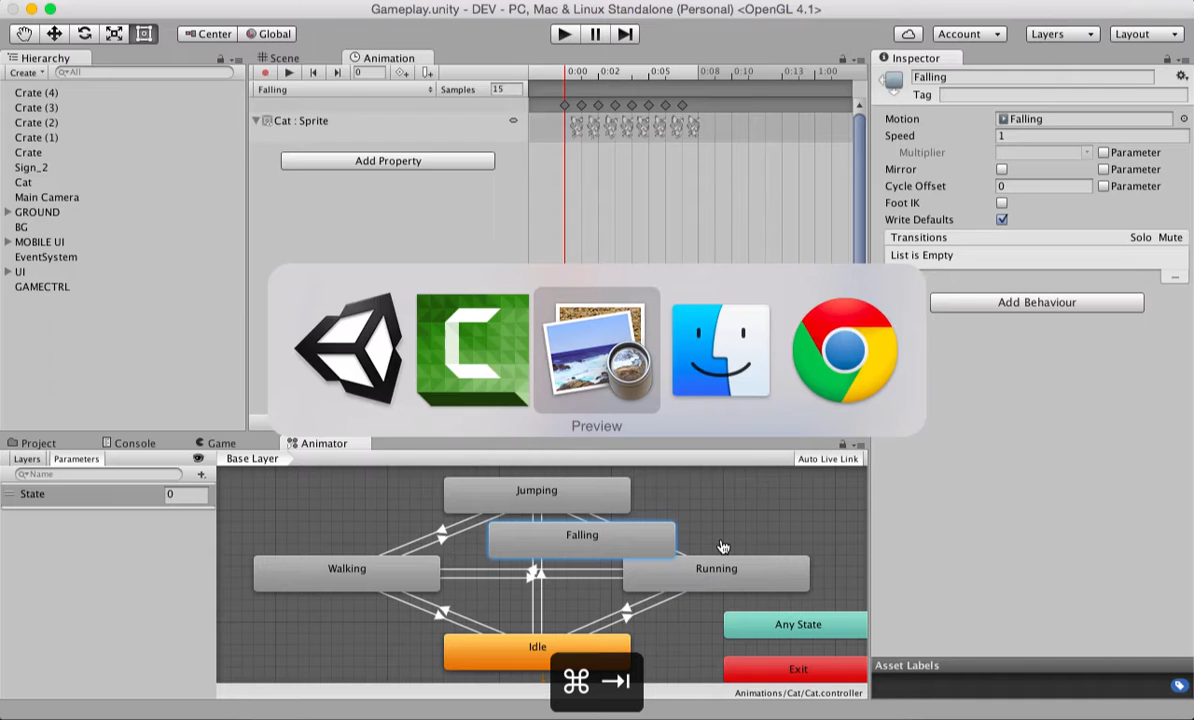 Gameplay.unity - DEV - PC, Mac & Linux Standalone (Personal) <OpenGL 4.1>
Center Global Account Layers Layout
Hierarchy
Create All
Crate (4)
Crate (3)
Crate (2)
Crate (1)
Crate
Sign_2
Cat
Main Camera
GROUND
BG
MOBILE UI
EventSystem
UI
GAMECTRL
Scene Animation
0 0:00 0:02 0:05 0:08 0:10 0:13 1:00
Falling Samples 15
Cat : Sprite
Add Property
Inspector
Falling
Tag
Motion Falling
Speed 1
Multiplier Parameter
Mirror Parameter
Cycle Offset 0 Parameter
Foot IK
Write Defaults
Transitions Solo Mute
List is Empty
Add Behaviour
Preview
Project Console Game Animator
Layers Parameters Base Layer Auto Live Link
Name
State 0
Jumping
Falling
Walking Running
Any State
Idle
Exit
Animations/Cat/Cat.controller
Asset Labels
⌘ ⇥